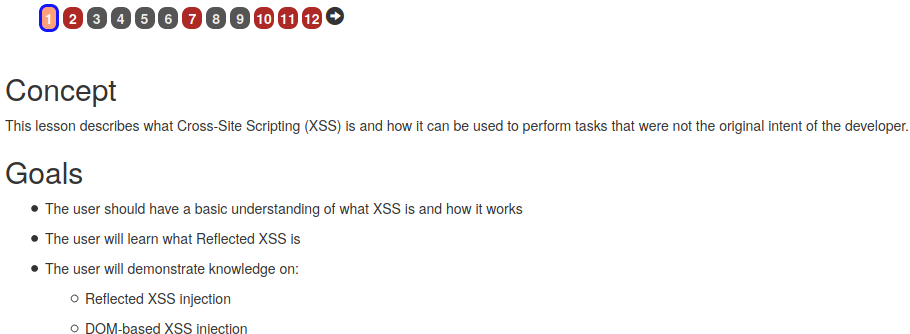 1 2 3 4 5 6 7 8 9 10 11 12
Concept
This lesson describes what Cross-Site Scripting (XSS) is and how it can be used to perform tasks that were not the original intent of the developer.
Goals
The user should have a basic understanding of what XSS is and how it works
The user will learn what Reflected XSS is
The user will demonstrate knowledge on:
Reflected XSS injection
DOM-based XSS injection